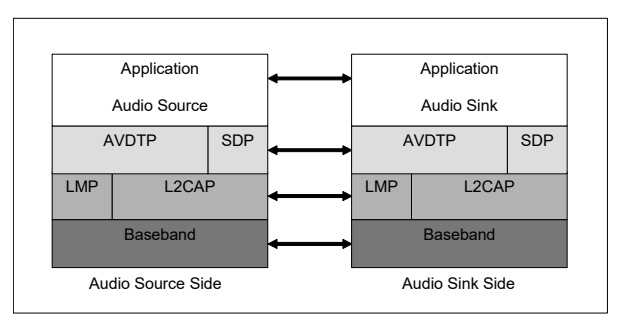 Application Application
Audio Source Audio Sink
AVDTP SDP AVDTP SDP
LMP L2CAP LMP L2CAP
Baseband Baseband
Audio Source Side Audio Sink Side